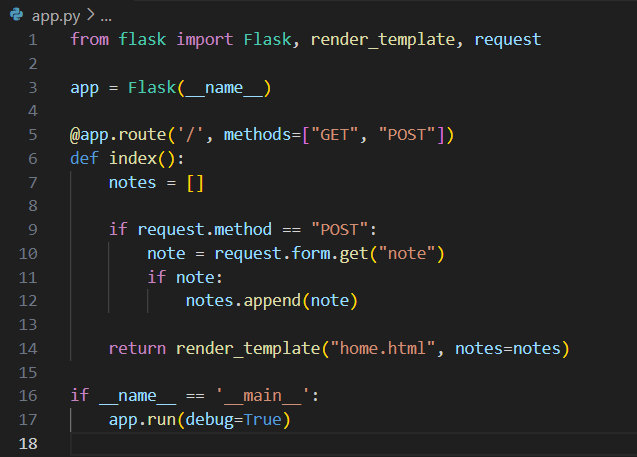 app.py > ...
1 from flask import Flask, render_template, request
2
3 app = Flask(__name__)
4
5 @app.route('/', methods=["GET", "POST"])
6 def index():
7     notes = []
8
9     if request.method == "POST":
10         note = request.form.get("note")
11         if note:
12             notes.append(note)
13
14     return render_template("home.html", notes=notes)
15
16 if __name__ == '__main__':
17     app.run(debug=True)
18